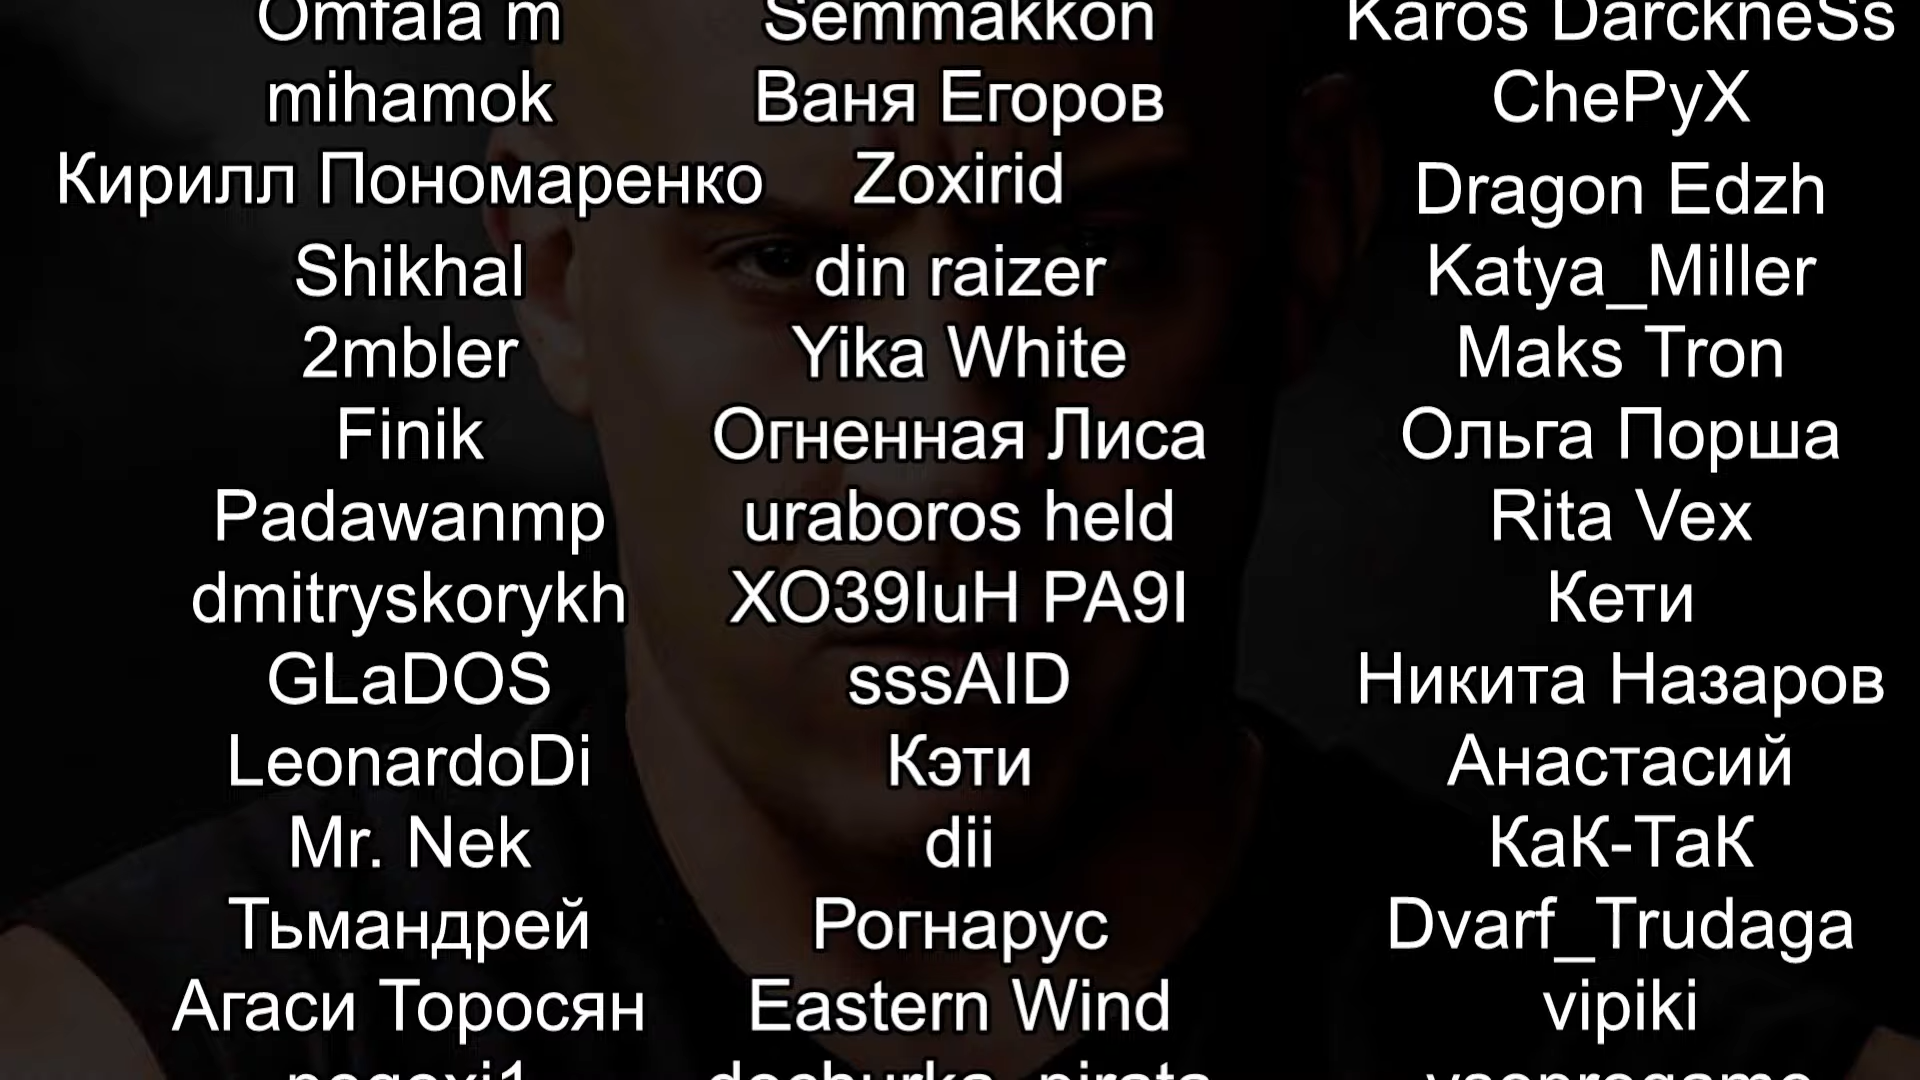 Omfala m
Semmakkon
Karos DarckneSs
mihamok
Ваня Егоров
ChePyX
Кирилл Пономаренко
Zoxirid
Dragon Edzh
Shikhal
din raizer
Katya_Miller
2mbler
Yika White
Maks Tron
Finik
Огненная Лиса
Ольга Порша
Padawanmp
uraboros held
Rita Vex
dmitryskorykh
XO39IuH PA9I
Кети
GLaDOS
sssAID
Никита Назаров
LeonardoDi
Кэти
Анастасий
Mr. Nek
dii
КаК-ТаК
Тьмандрей
Рогнарус
Dvarf_Trudaga
Агаси Торосян
Eastern Wind
vipiki